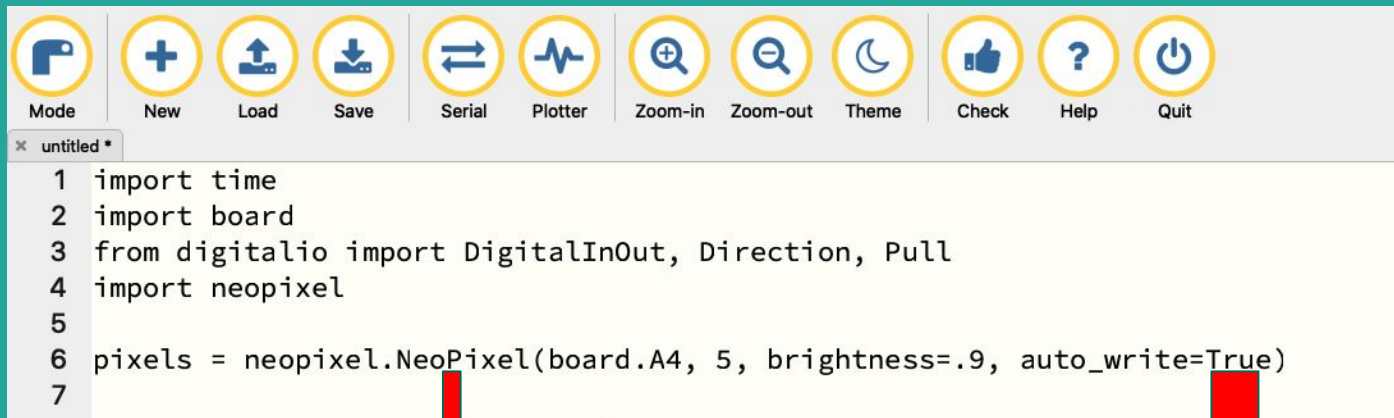 Mode New Load Save Serial Plotter Zoom-in Zoom-out Theme Check Help Quit
× untitled *
1 import time
2 import board
3 from digitalio import DigitalInOut, Direction, Pull
4 import neopixel
5
6 pixels = neopixel.NeoPixel(board.A4, 5, brightness=.9, auto_write=True)
7